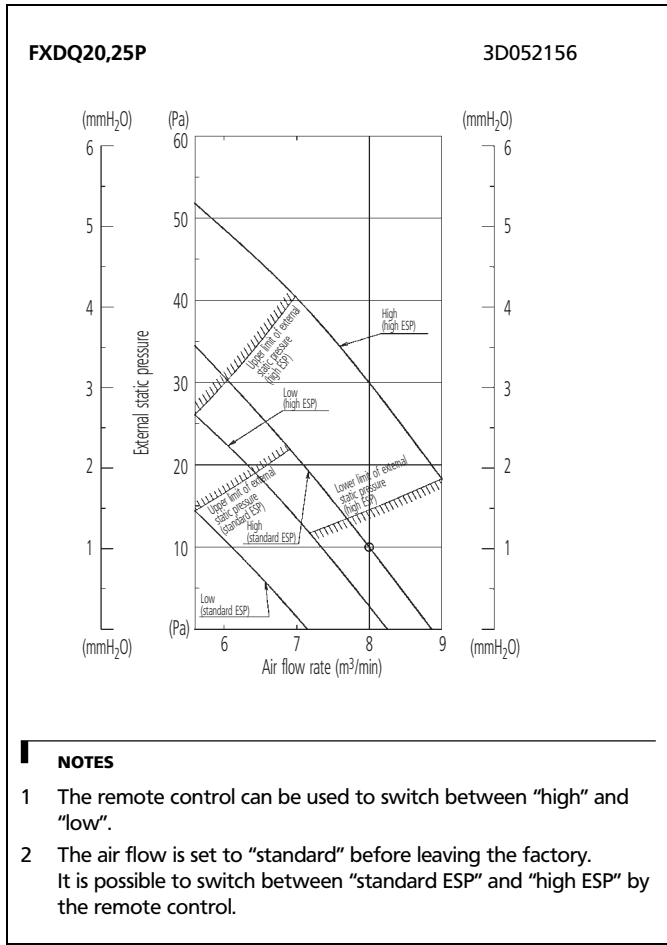 FXDQ20,25P 3D052156
(mmH₂O) (Pa) (mmH₂O)
60
6 6
50
5 5
40
4 4
High
(high ESP)
Upper limit of external
static pressure
(high ESP)
External static pressure
30
3 3
Low
(high ESP)
20
2 2
Lower limit of external
static pressure
(high ESP)
Upper limit of external
static pressure
(standard ESP)
High
(standard ESP)
10
1 1
Low
(standard ESP)
(Pa)
(mmH₂O) 6 7 8 9 (mmH₂O)
Air flow rate (m³/min)
NOTES
1 The remote control can be used to switch between “high” and
“low”.
2 The air flow is set to “standard” before leaving the factory.
It is possible to switch between “standard ESP” and “high ESP” by
the remote control.